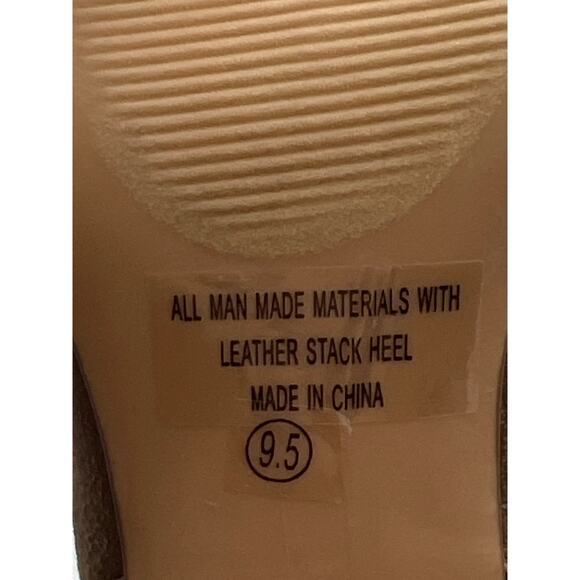 ALL MAN MADE MATERIALS WITH
LEATHER STACK HEEL
MADE IN CHINA
9.5